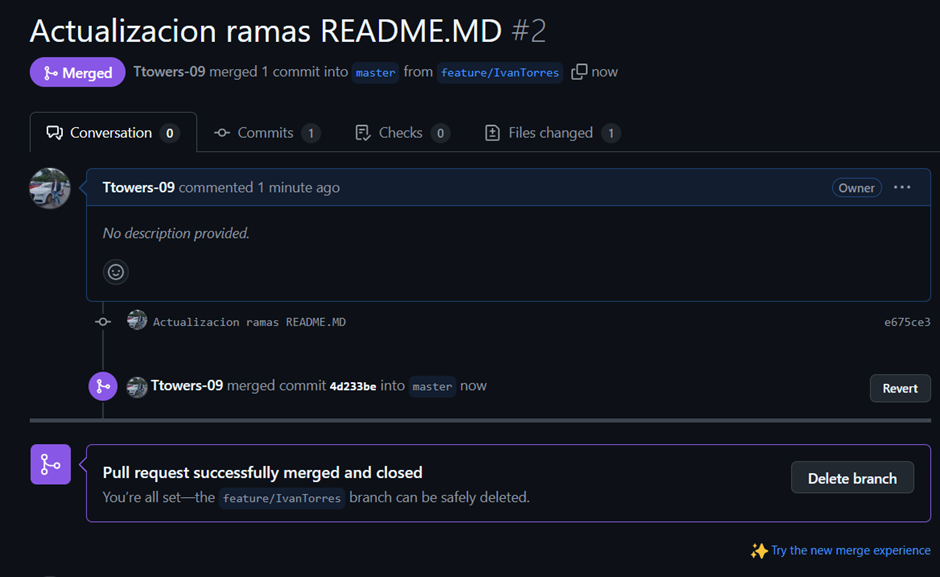 Actualizacion ramas README.MD #2
Merged Ttowers-09 merged 1 commit into master from feature/IvanTorres now
Conversation 0 Commits 1 Checks 0 Files changed 1
Ttowers-09 commented 1 minute ago Owner ...
No description provided.
Actualizacion ramas README.MD e675ce3
Ttowers-09 merged commit 4d233be into master now Revert
Pull request successfully merged and closed
You're all set—the feature/IvanTorres branch can be safely deleted.
Delete branch
Try the new merge experience